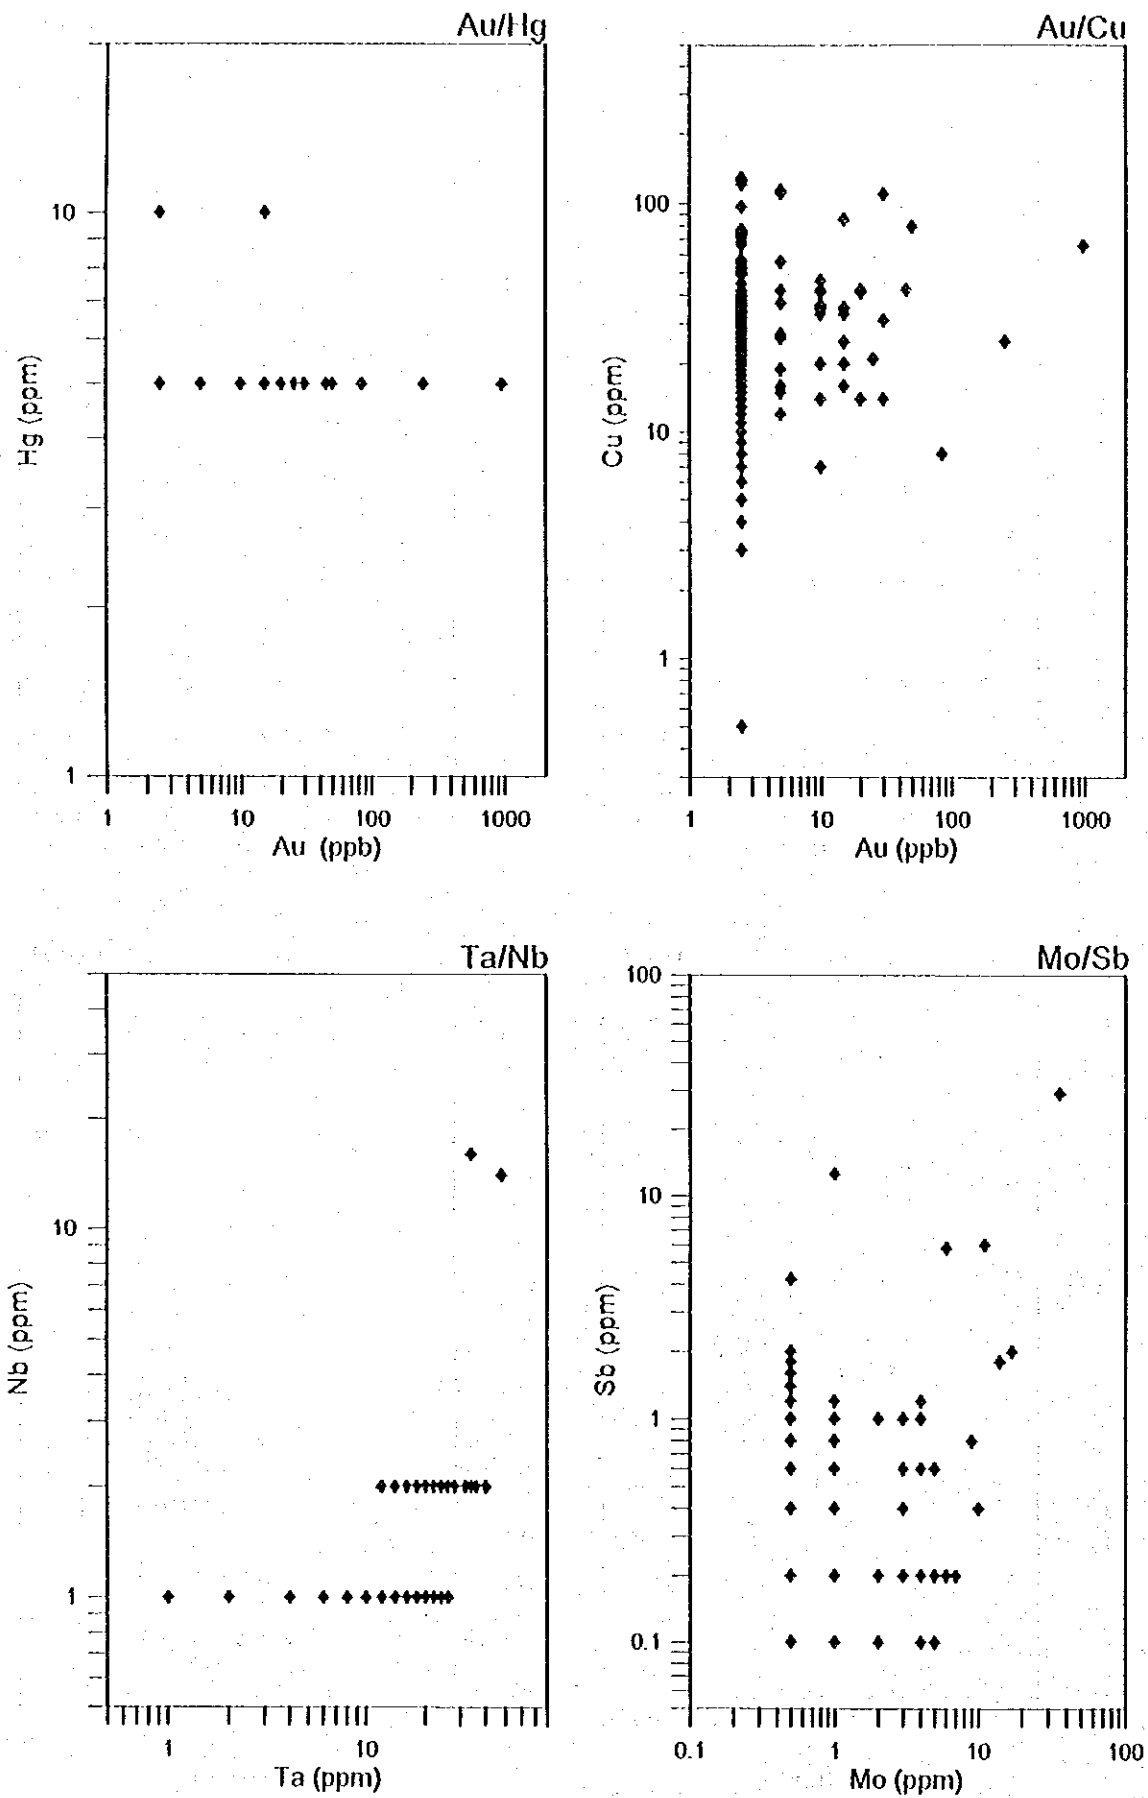 Au/Hg
10
1
Hg (ppm)
1 10 100 1000
Au (ppb)
Au/Cu
100
10
1
Cu (ppm)
1 10 100 1000
Au (ppb)
Ta/Nb
10
1
Nb (ppm)
1 10
Ta (ppm)
Mo/Sb
100
10
1
0.1
Sb (ppm)
0.1 1 10 100
Mo (ppm)